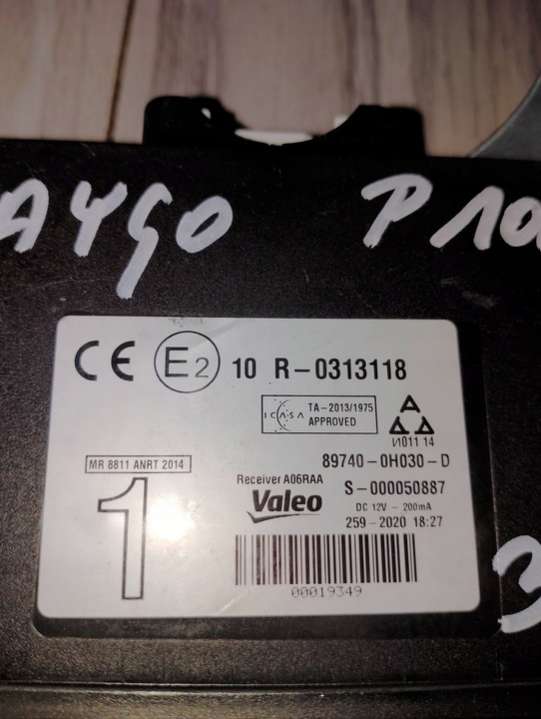 AYGO P10
CE E2 10 R-0313118
ICASA TA-2013/1975
APPROVED
И011 14
MR 8811 ANRT 2014
89740-0H030-D
1
Receiver A06RAA
S-000050887
Valeo
DC 12V - 200mA
259-2020 18:27
00019349
3